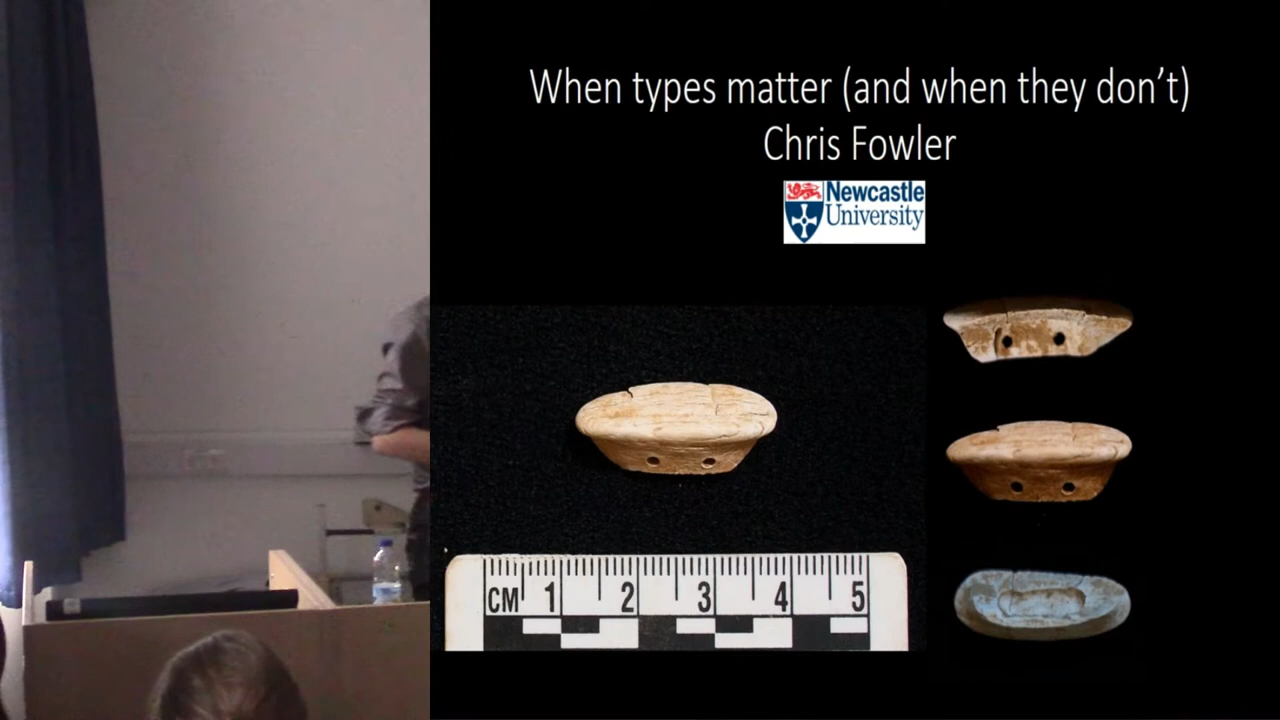 When types matter (and when they don't)
Chris Fowler
Newcastle
University
CM 1 2 3 4 5